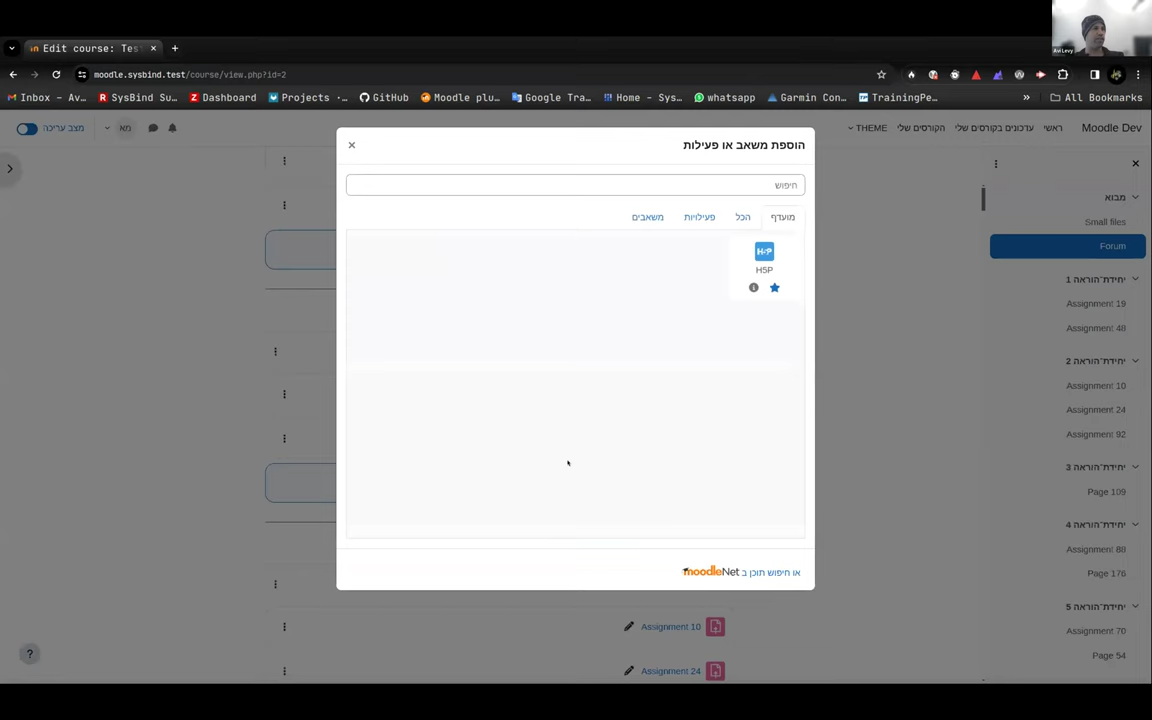 Avi Levy
Edit course: Tes
moodle.sysbind.test/course/view.php?id=2
Inbox – Av…
SysBind Su…
Dashboard
Projects ·…
GitHub
Moodle plu…
Google Tra…
Home – Sys…
whatsapp
Garmin Con…
TrainingPe…
»
All Bookmarks
Moodle Dev
ראשי
עדכונים בקורסים שלי
הקורסים שלי
THEME
מא
מצב עריכה
הוספת משאב או פעילות
×
חיפוש
מועדף
הכל
פעילויות
משאבים
H5P
H5P
או חיפוש תוכן ב moodleNet
מבוא
Small files
Forum
יחידת־הוראה 1
Assignment 19
Assignment 48
יחידת־הוראה 2
Assignment 10
Assignment 24
Assignment 92
יחידת־הוראה 3
Page 109
יחידת־הוראה 4
Assignment 88
Page 176
יחידת־הוראה 5
Assignment 70
Page 54
Assignment 10
Assignment 24
?